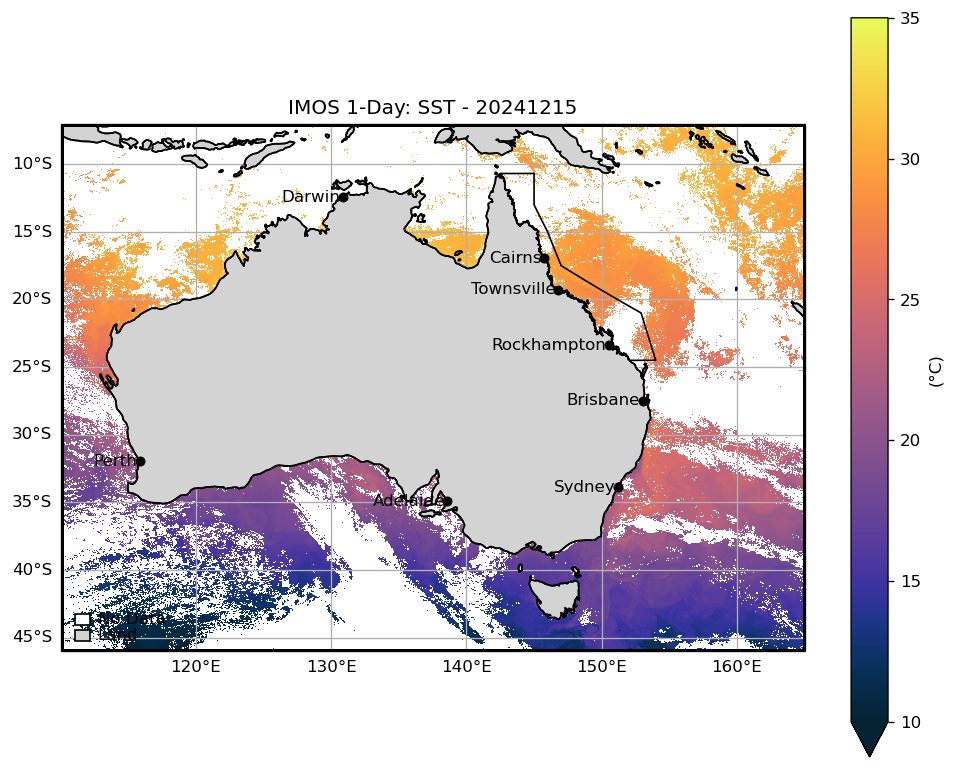 IMOS 1-Day: SST - 20241215
35
30
25
20
15
10
(°C)
10°S
15°S
20°S
25°S
30°S
35°S
40°S
45°S
Darwin
Cairns
Townsville
Rockhampton
Brisbane
Perth
Sydney
Adelaide
No Data
Land
120°E 130°E 140°E 150°E 160°E